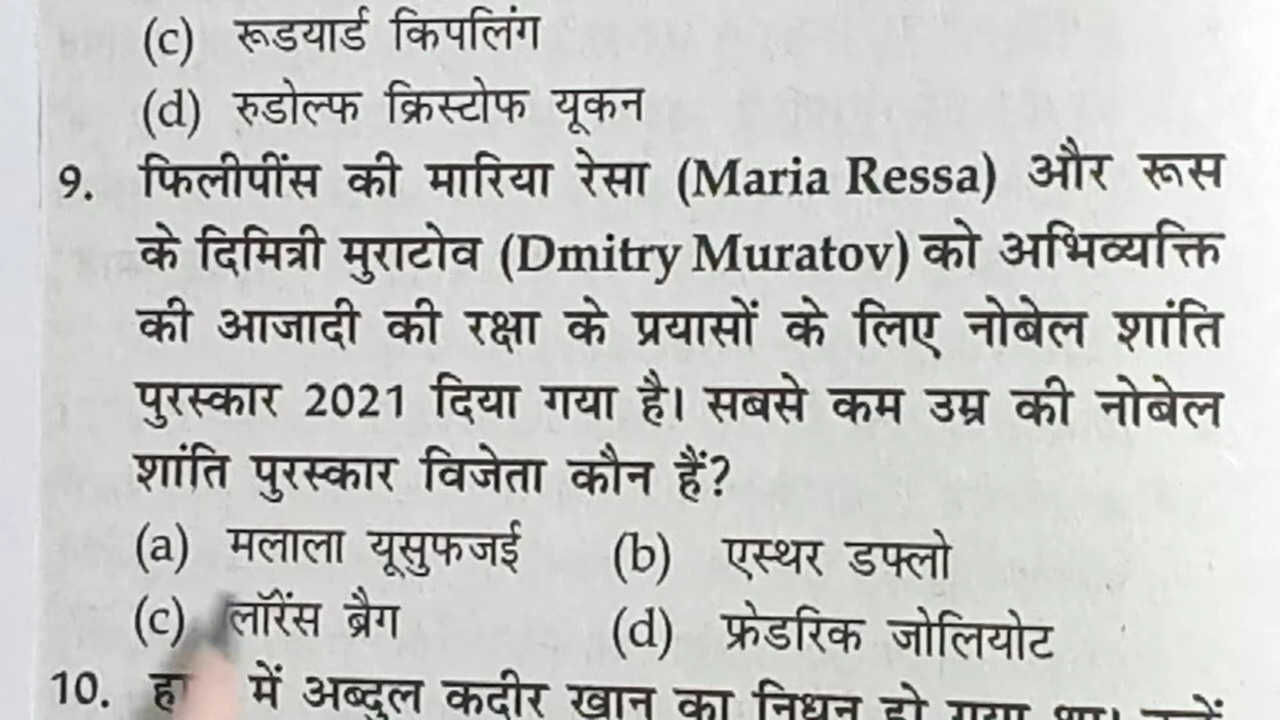 (c) रूडयार्ड किपलिंग
(d) रुडोल्फ क्रिस्टोफ यूकन
9. फिलीपींस की मारिया रेसा (Maria Ressa) और रूस
के दिमित्री मुराटोव (Dmitry Muratov) को अभिव्यक्ति
की आजादी की रक्षा के प्रयासों के लिए नोबेल शांति
पुरस्कार 2021 दिया गया है। सबसे कम उम्र की नोबेल
शांति पुरस्कार विजेता कौन हैं?
(a) मलाला यूसुफजई (b) एस्थर डफ्लो
(c) लॉरेंस ब्रैग (d) फ्रेडरिक जोलियोट
10. में अब्दुल कदीर खान का निधन हो गया था।